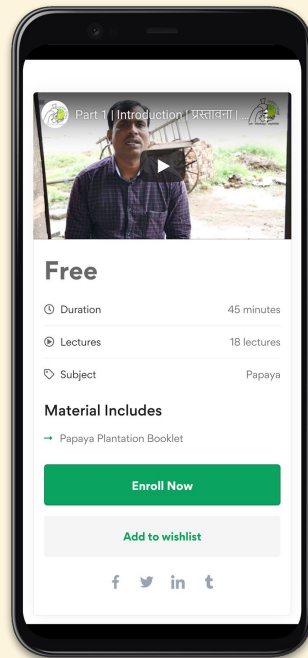 Part 1 | Introduction | प्रस्तावना | ...
Free
Duration 45 minutes
Lectures 18 lectures
Subject Papaya
Material Includes
→ Papaya Plantation Booklet
Enroll Now
Add to wishlist